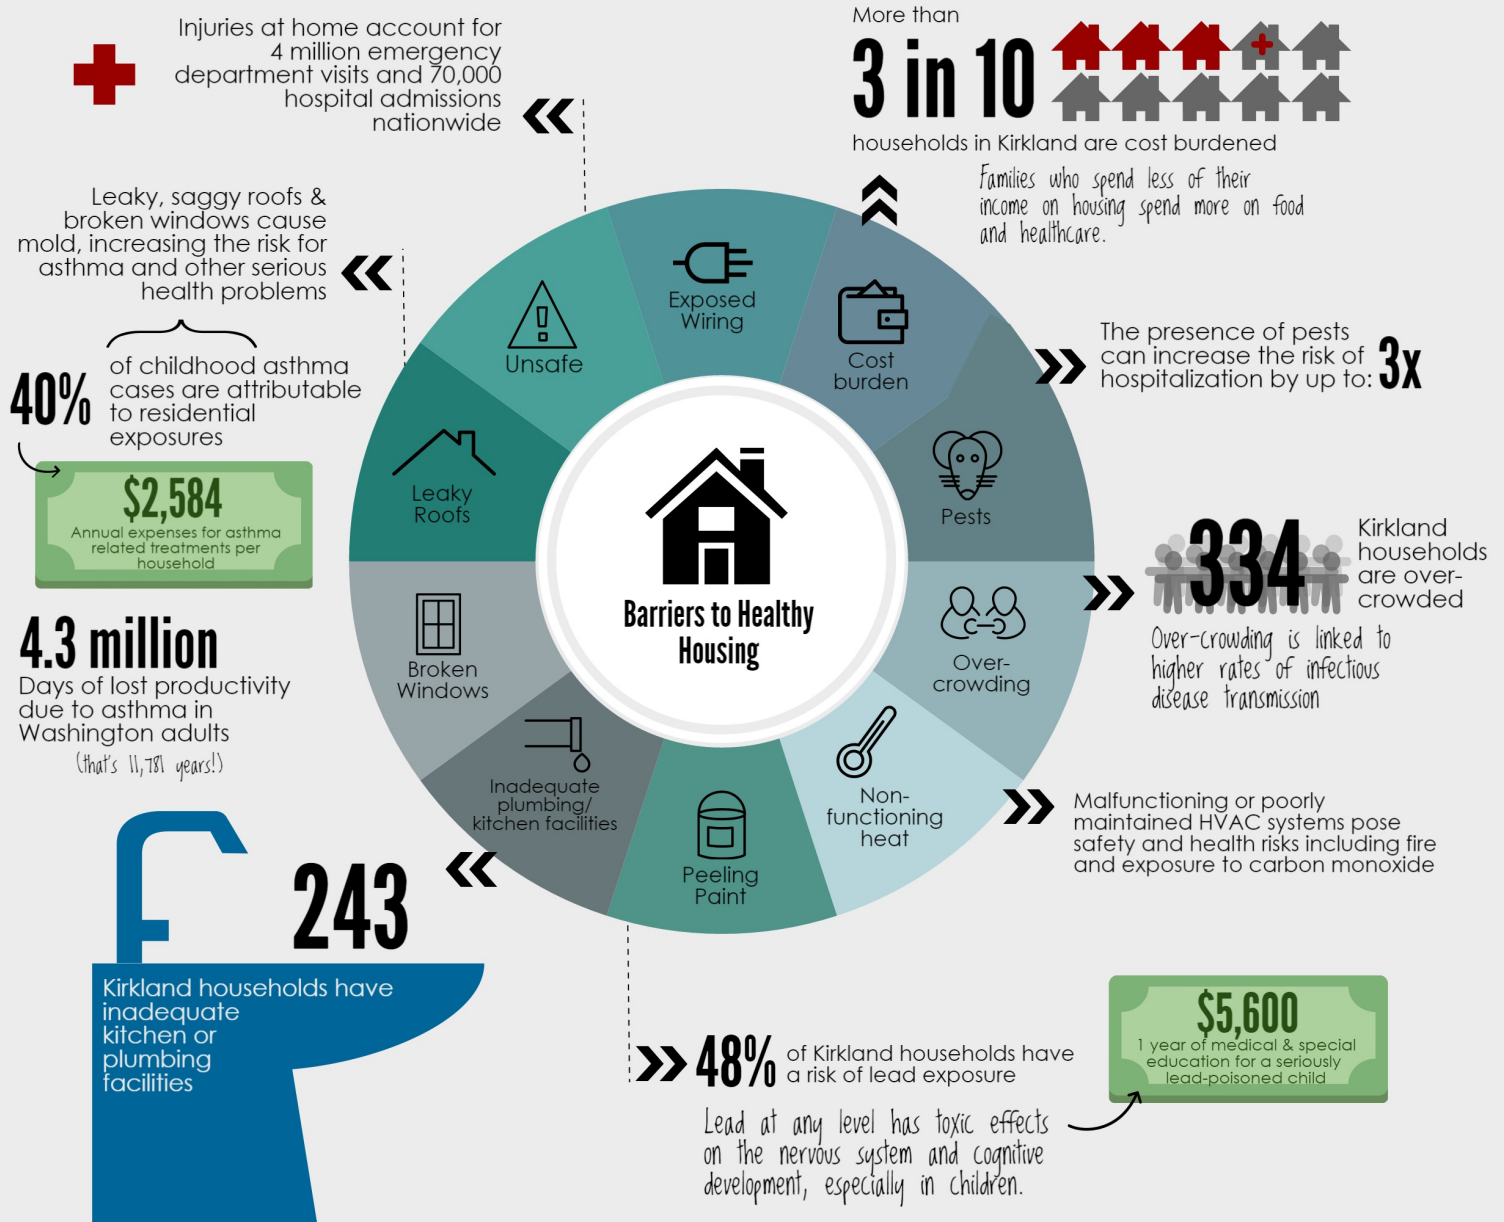 Injuries at home account for
4 million emergency
department visits and 70,000
hospital admissions
nationwide
More than
3 in 10
households in Kirkland are cost burdened
Families who spend less of their
income on housing spend more on food
and healthcare.
Leaky, saggy roofs &
broken windows cause
mold, increasing the risk for
asthma and other serious
health problems
40%
of childhood asthma
cases are attributable
to residential
exposures
$2,584
Annual expenses for asthma
related treatments per
household
4.3 million
Days of lost productivity
due to asthma in
Washington adults
(that's 11,781 years!)
Exposed
Wiring
Unsafe
Cost
burden
Leaky
Roofs
Pests
Broken
Windows
Over-
crowding
Inadequate
plumbing/
kitchen facilities
Non-
functioning
heat
Peeling
Paint
Barriers to Healthy
Housing
The presence of pests
can increase the risk of
hospitalization by up to:
3x
334
Kirkland
households
are over-
crowded
Over-crowding is linked to
higher rates of infectious
disease transmission
Malfunctioning or poorly
maintained HVAC systems pose
safety and health risks including fire
and exposure to carbon monoxide
243
Kirkland households have
inadequate
kitchen or
plumbing
facilities
48%
of Kirkland households have
a risk of lead exposure
Lead at any level has toxic effects
on the nervous system and cognitive
development, especially in children.
$5,600
1 year of medical & special
education for a seriously
lead-poisoned child